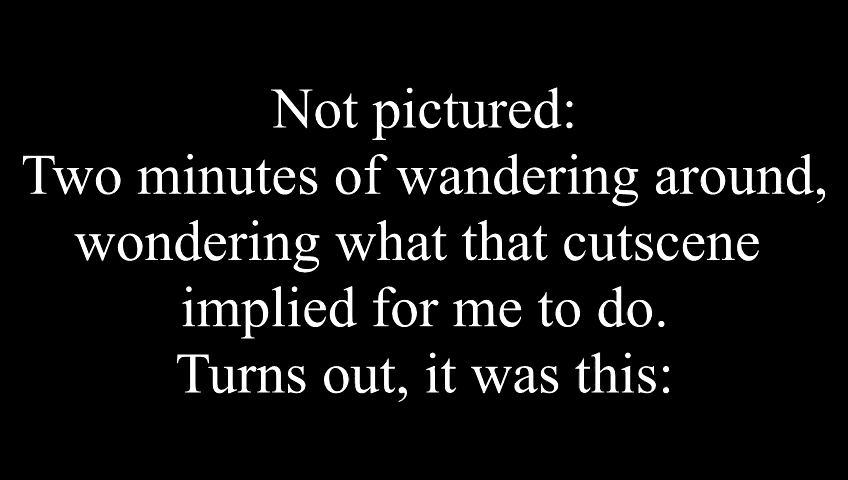 Not pictured:
Two minutes of wandering around,
wondering what that cutscene
implied for me to do.
Turns out, it was this: